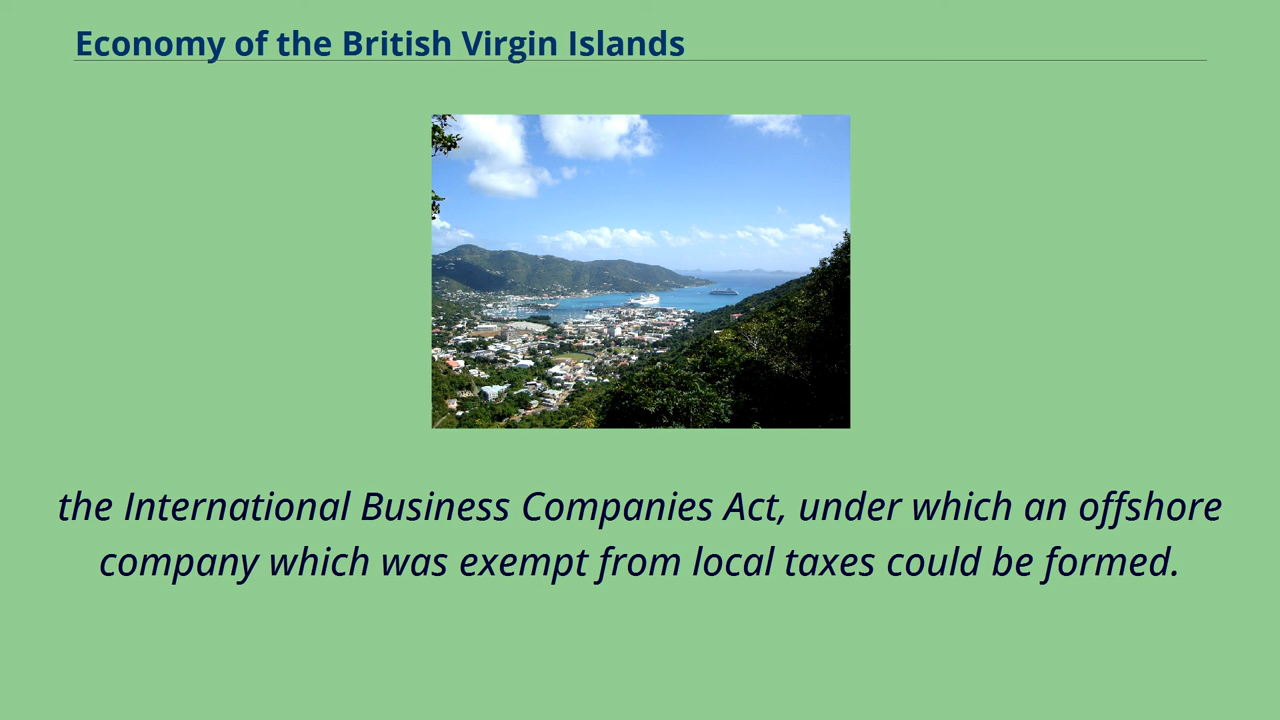 Economy of the British Virgin Islands
the International Business Companies Act, under which an offshore
company which was exempt from local taxes could be formed.